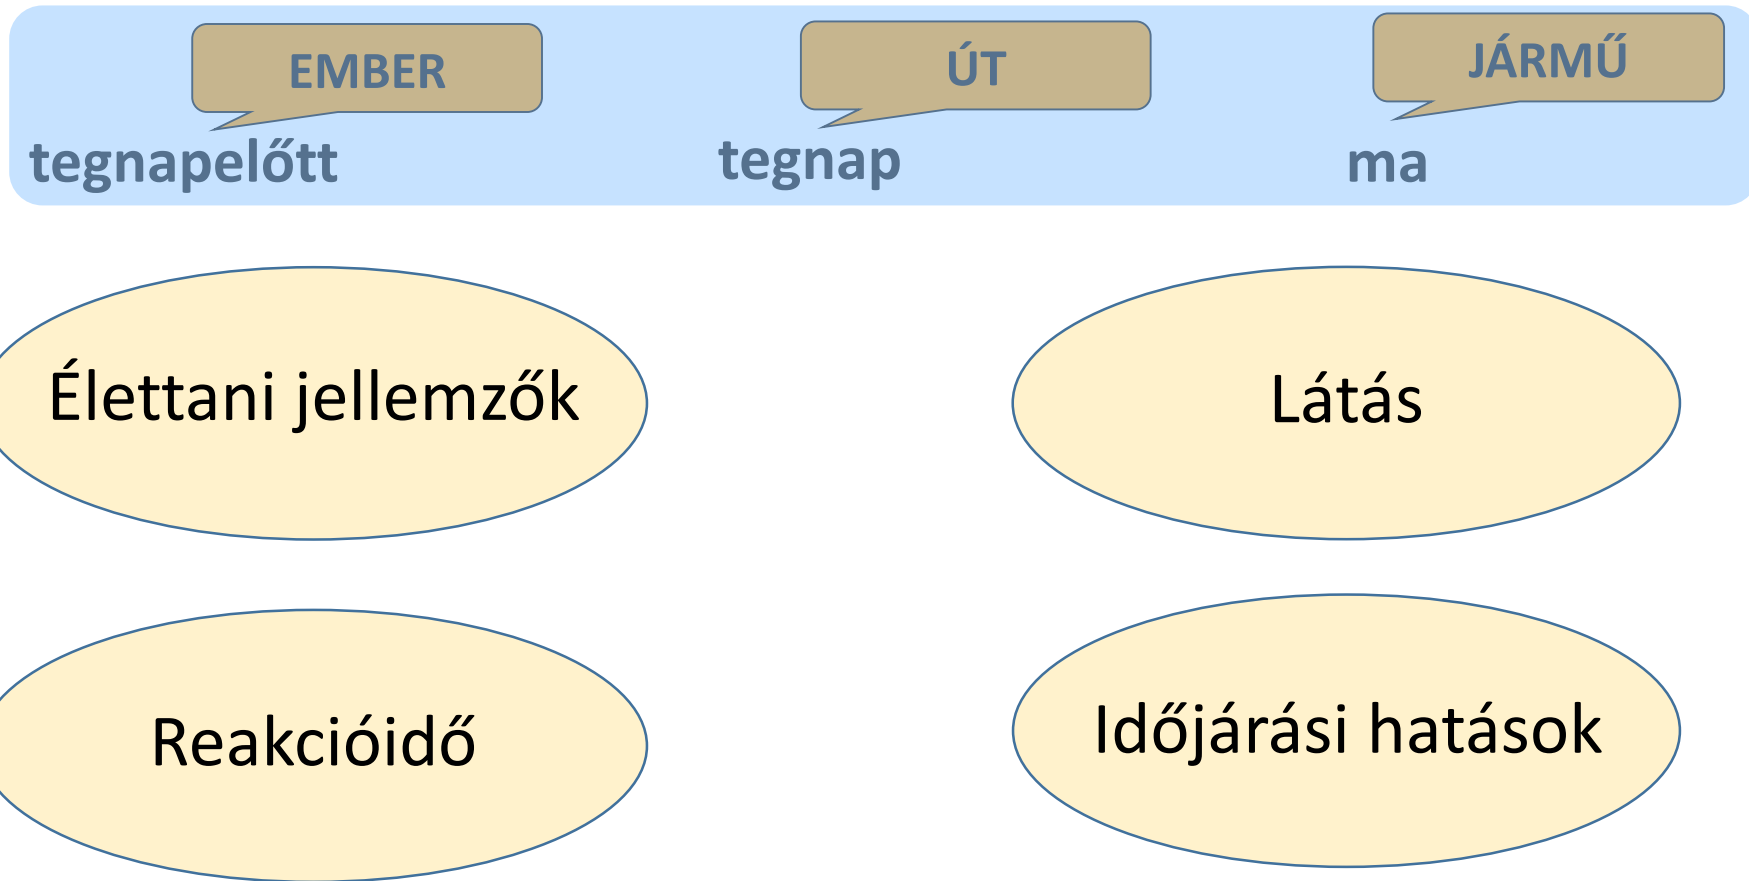 EMBER
ÚT
JÁRMŰ
tegnapelőtt
tegnap
ma
Élettani jellemzők
Látás
Reakcióidő
Időjárási hatások